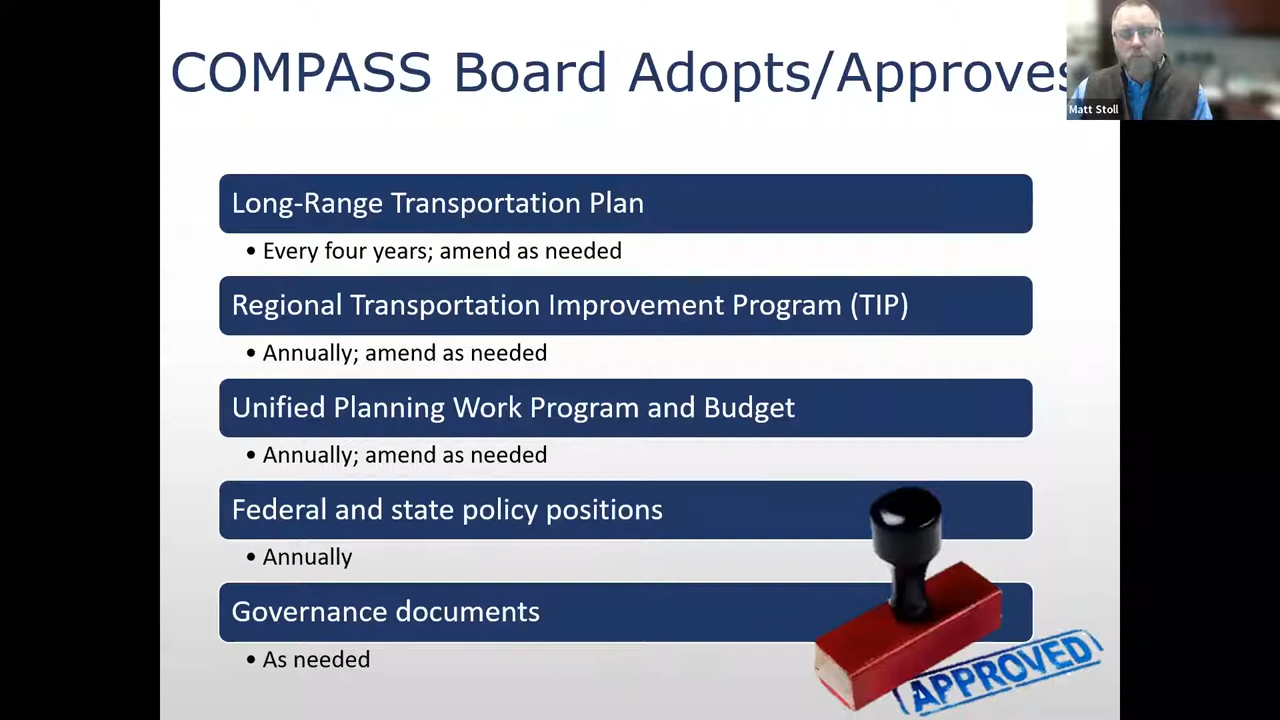 COMPASS Board Adopts/Approves
Matt Stoll
Long-Range Transportation Plan
• Every four years; amend as needed
Regional Transportation Improvement Program (TIP)
• Annually; amend as needed
Unified Planning Work Program and Budget
• Annually; amend as needed
Federal and state policy positions
• Annually
Governance documents
• As needed
APPROVED